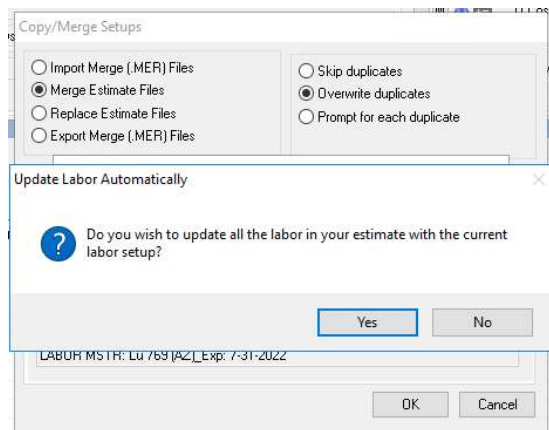 Copy/Merge Setups
Import Merge (.MER) Files
Merge Estimate Files
Replace Estimate Files
Export Merge (.MER) Files
Skip duplicates
Overwrite duplicates
Prompt for each duplicate
Update Labor Automatically
Do you wish to update all the labor in your estimate with the current
labor setup?
Yes No
LABOR MSTR: Lu 769 (AZ)_Exp: 7-31-2022
OK Cancel